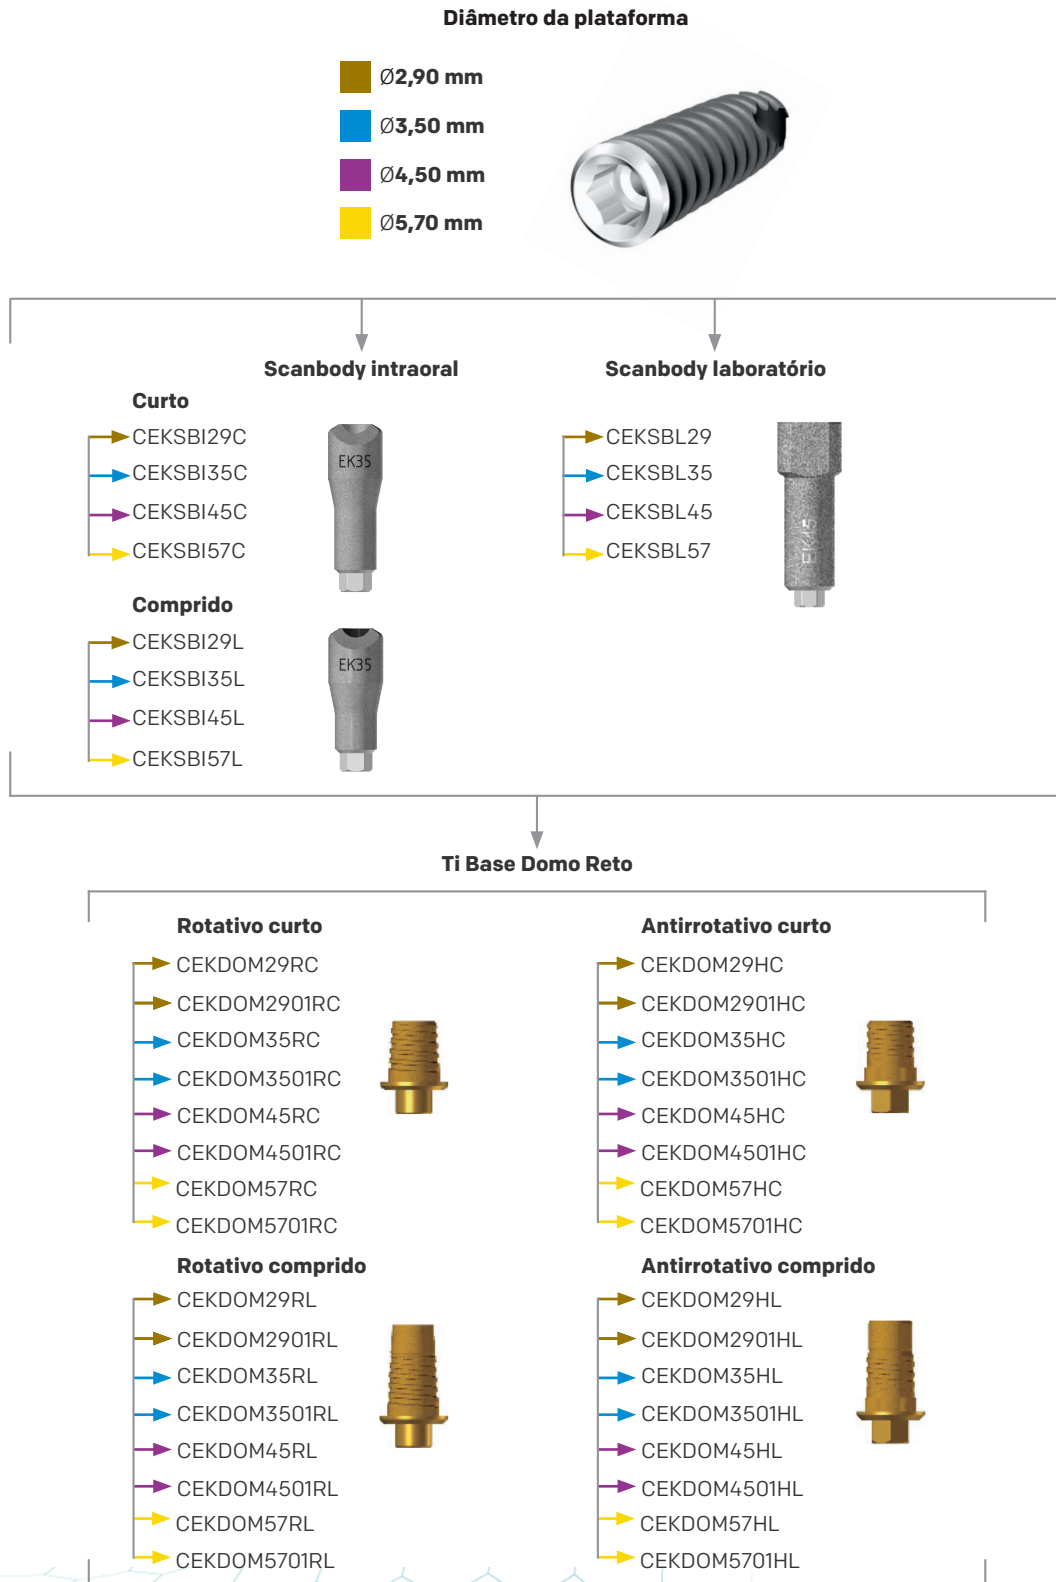 Diâmetro da plataforma
Ø2,90 mm
Ø3,50 mm
Ø4,50 mm
Ø5,70 mm
Scanbody intraoral
Curto
CEKSBI29C
CEKSBI35C
CEKSBI45C
CEKSBI57C
EK35
Comprido
CEKSBI29L
CEKSBI35L
CEKSBI45L
CEKSBI57L
EK35
Scanbody laboratório
CEKSBL29
CEKSBL35
CEKSBL45
CEKSBL57
EK45
Ti Base Domo Reto
Rotativo curto
CEKDOM29RC
CEKDOM2901RC
CEKDOM35RC
CEKDOM3501RC
CEKDOM45RC
CEKDOM4501RC
CEKDOM57RC
CEKDOM5701RC
Antirrotativo curto
CEKDOM29HC
CEKDOM2901HC
CEKDOM35HC
CEKDOM3501HC
CEKDOM45HC
CEKDOM4501HC
CEKDOM57HC
CEKDOM5701HC
Rotativo comprido
CEKDOM29RL
CEKDOM2901RL
CEKDOM35RL
CEKDOM3501RL
CEKDOM45RL
CEKDOM4501RL
CEKDOM57RL
CEKDOM5701RL
Antirrotativo comprido
CEKDOM29HL
CEKDOM2901HL
CEKDOM35HL
CEKDOM3501HL
CEKDOM45HL
CEKDOM4501HL
CEKDOM57HL
CEKDOM5701HL